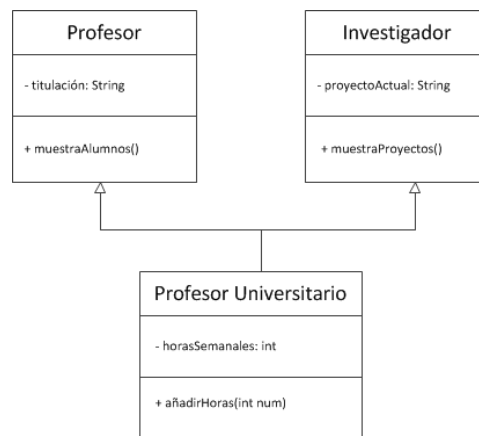 Profesor
- titulación: String
+ muestraAlumnos()
Investigador
- proyectoActual: String
+ muestraProyectos()
Profesor Universitario
- horasSemanales: int
+ añadirHoras(int num)